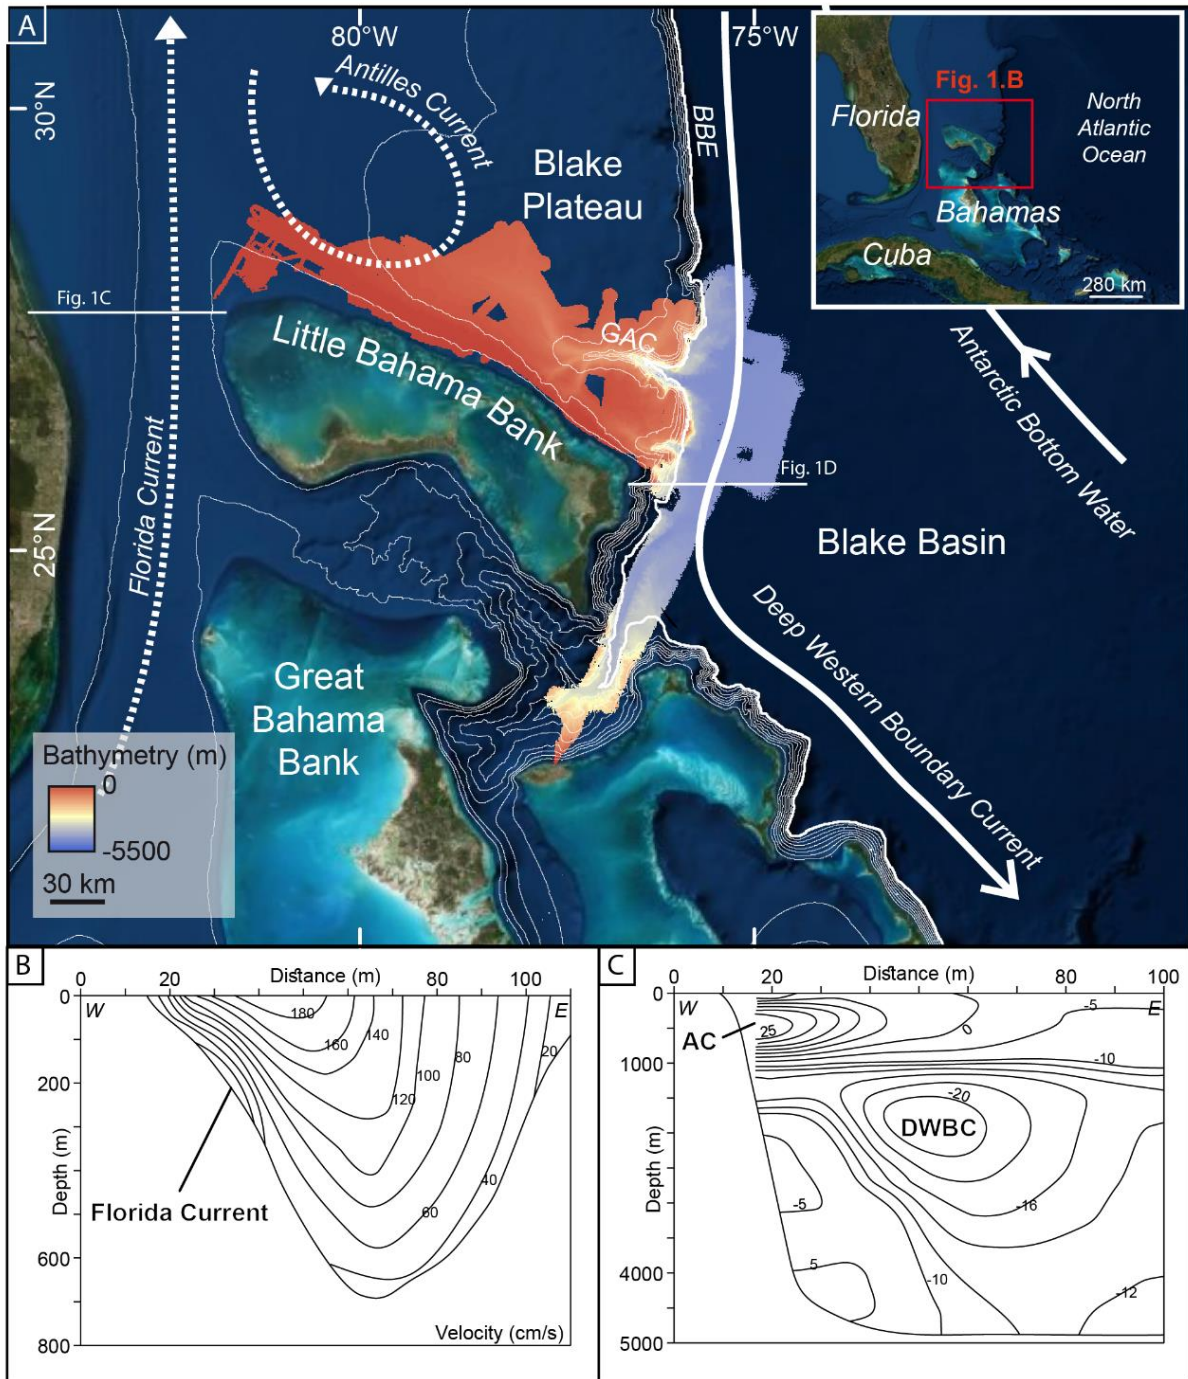 A
80°W
75°W
30°N
25°N
Antilles Current
Blake
Plateau
BBE
Fig. 1.B
Florida
North
Atlantic
Ocean
Bahamas
Cuba
280 km
Fig. 1C
GAC
Little Bahama Bank
Antarctic Bottom Water
Fig. 1D
Florida Current
Blake Basin
Deep Western Boundary Current
Great
Bahama
Bank
Bathymetry (m)
0
-5500
30 km
B
Distance (m)
0 20 40 60 80 100
W
E
0
200
400
600
800
Depth (m)
180
160
140
120
100
80
60
40
20
Florida Current
Velocity (cm/s)
C
Distance (m)
0 20 40 60 80 100
W
E
0
1000
4000
5000
Depth (m)
AC
25
0
-5
-10
-20
DWBC
-16
-5
5
-10
-12